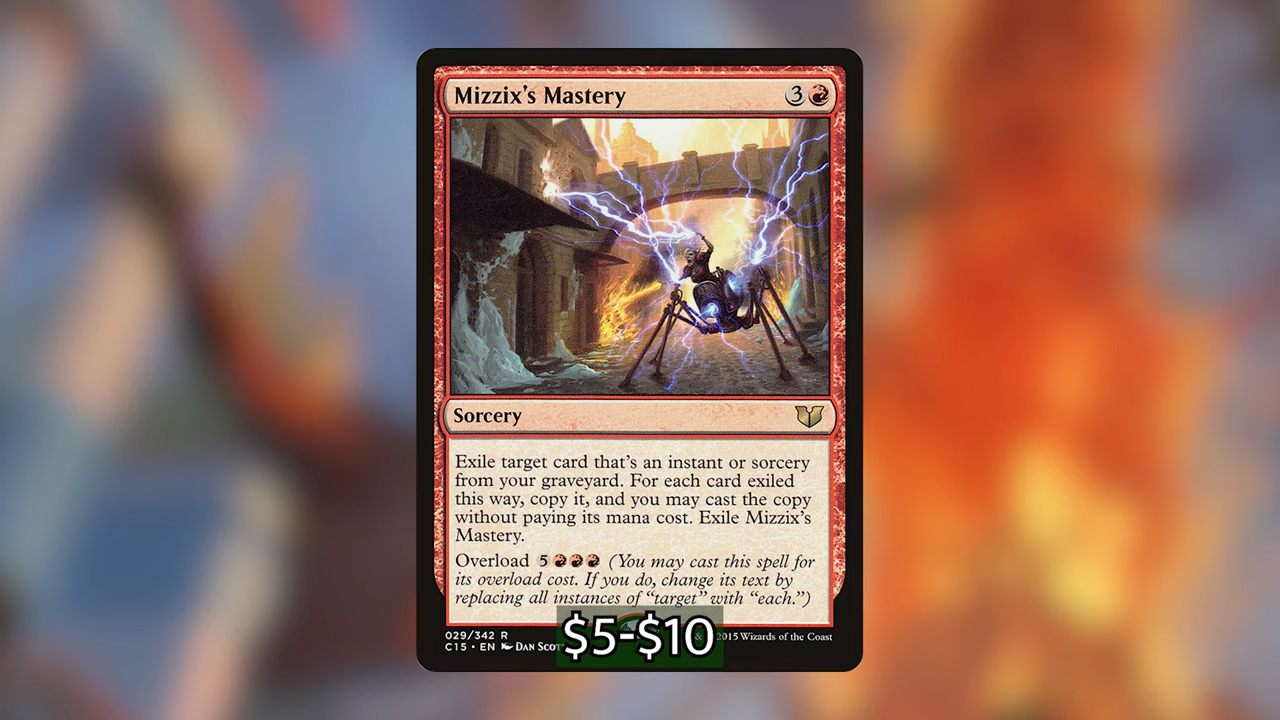 Mizzix's Mastery 3
Sorcery
Exile target card that's an instant or sorcery
from your graveyard. For each card exiled
this way, copy it, and you may cast the copy
without paying its mana cost. Exile Mizzix's
Mastery.
Overload 5 (You may cast this spell for
its overload cost. If you do, change its text by
replacing all instances of “target” with “each.”)
029/342 R
C15 • EN DAN
& 2015 Wizards of the Coast
$5-$10